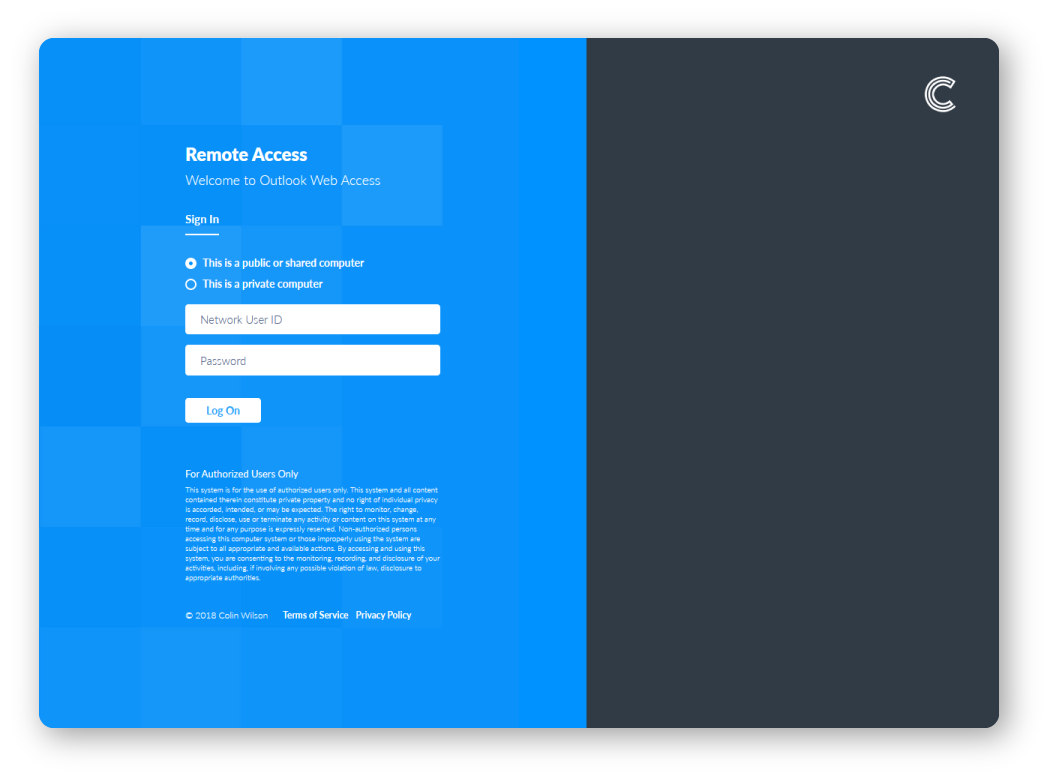 C
Remote Access
Welcome to Outlook Web Access
Sign In
This is a public or shared computer
This is a private computer
Network User ID
Password
Log On
For Authorized Users Only
This system is for the use of authorized users only. This system and all content
contained therein constitute private property and no right of individual privacy
is accorded, intended, or may be expected. The right to monitor, change,
record, disclose, use or terminate any activity or content on this system at any
time and for any purpose is expressly reserved. Non-authorized persons
accessing this computer system or those improperly using the system are
subject to all appropriate and available actions. By accessing and using this
system, you are consenting to the monitoring, recording, and disclosure of your
activities, including, if involving any possible violation of law, disclosure to
appropriate authorities.
© 2018 Colin Wilson Terms of Service Privacy Policy